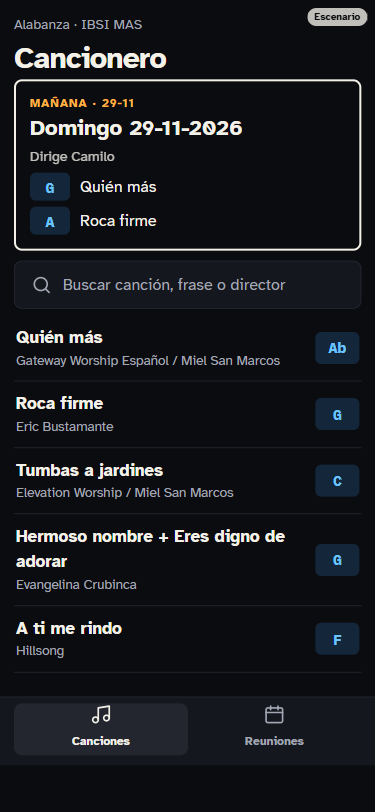 Escenario
Alabanza · IBSI MAS
Cancionero
MAÑANA · 29-11
Domingo 29-11-2026
Dirige Camilo
G Quién más
A Roca firme
Buscar canción, frase o director
Quién más
Gateway Worship Español / Miel San Marcos
Ab
Roca firme
Eric Bustamante
G
Tumbas a jardines
Elevation Worship / Miel San Marcos
C
Hermoso nombre + Eres digno de
adorar
Evangelina Crubinca
G
A ti me rindo
Hillsong
F
Canciones
Reuniones